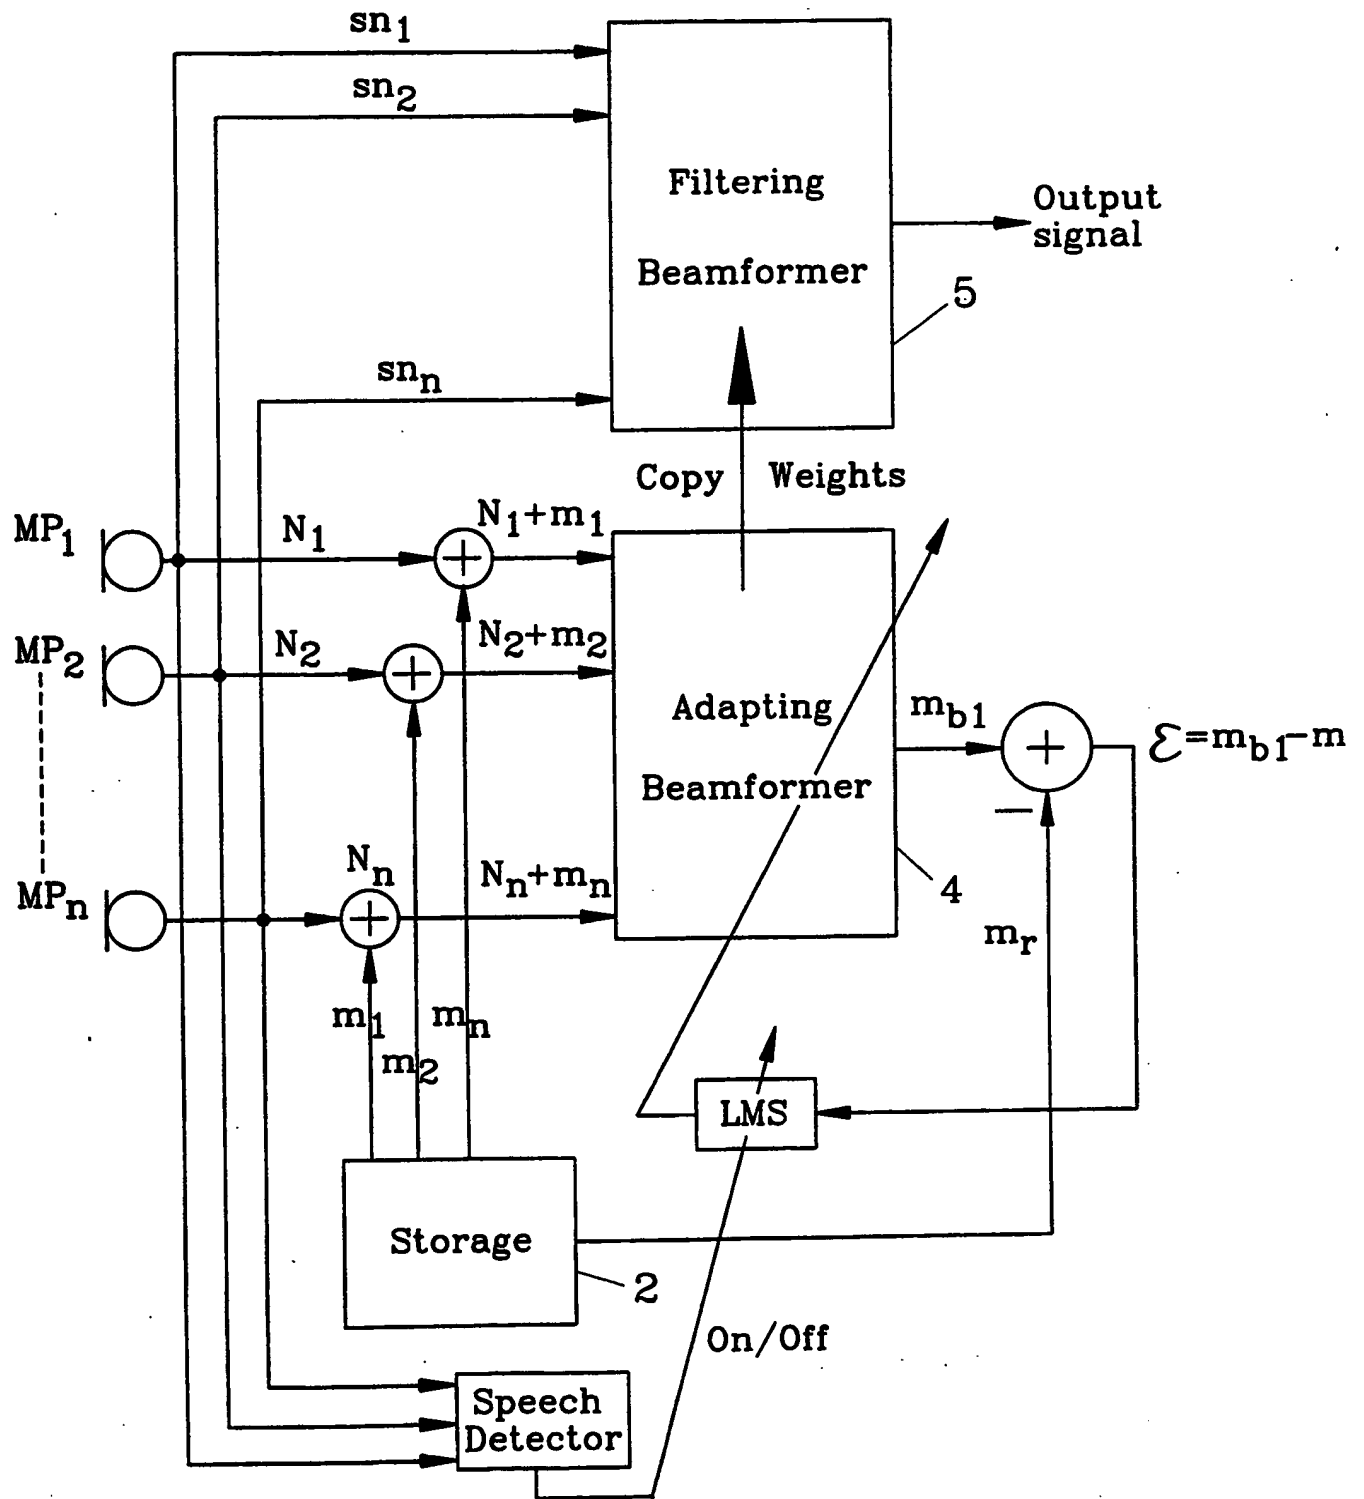 sn1
sn2
Filtering
Beamformer
Output
signal
5
snn
Copy Weights
MP1
N1
+
N1+m1
MP2
N2
+
N2+m2
Adapting
Beamformer
mb1
+
−
ℰ=mb1-m
MPn
Nn
+
Nn+mn
4
mr
m1
m2
mn
LMS
Storage
2
On/Off
Speech
Detector